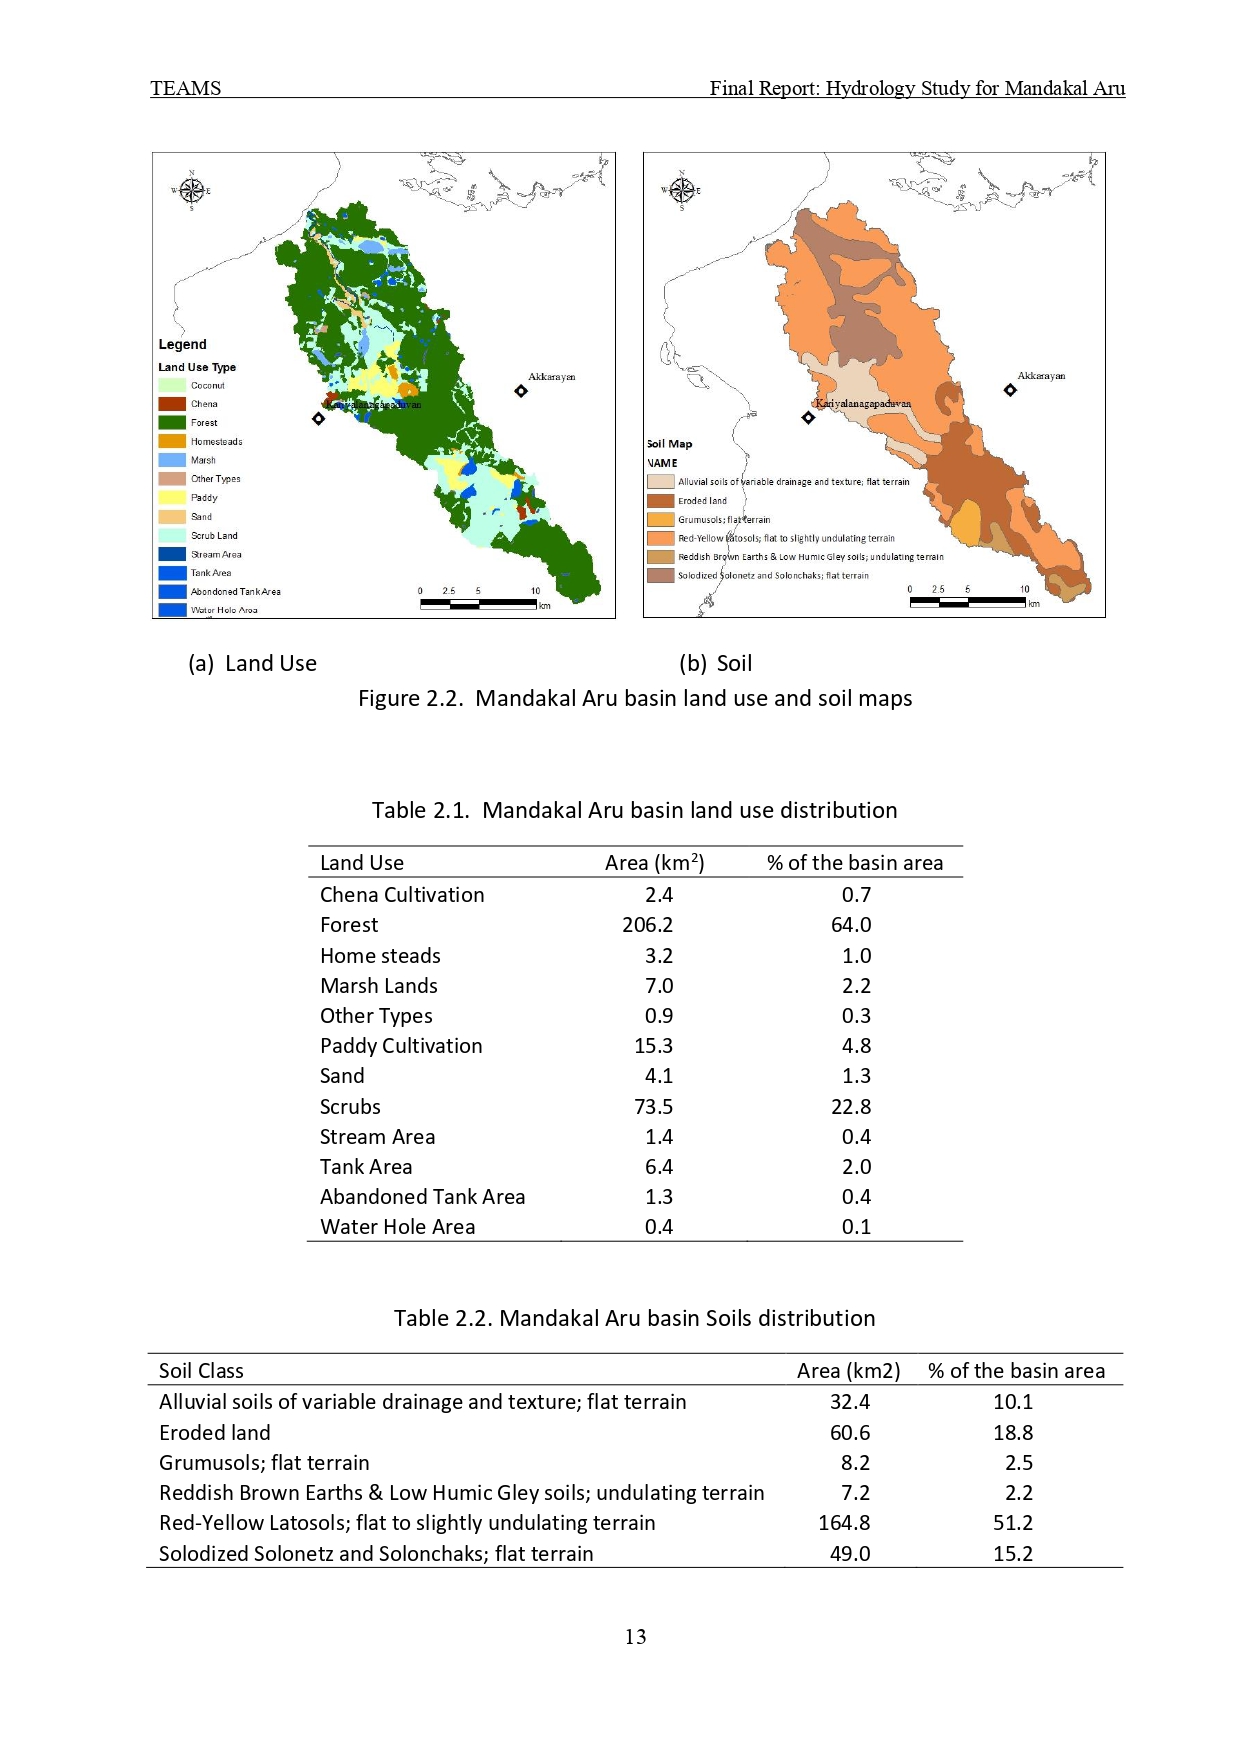 TEAMS Final Report: Hydrology Study for Mandakal Aru
N
W E
S
Akkarayan
Kariyalanagapaduvan
Legend
Land Use Type
Coconut
Chena
Forest
Homesteads
Marsh
Other Types
Paddy
Sand
Scrub Land
Stream Area
Tank Area
Abondoned Tank Area
Water Hole Area
0 2.5 5 10
km
N
W E
S
Akkarayan
Kariyalanagapaduvan
Soil Map
NAME
Alluvial soils of variable drainage and texture; flat terrain
Eroded land
Grumusols; flat terrain
Red-Yellow Latosols; flat to slightly undulating terrain
Reddish Brown Earths & Low Humic Gley soils; undulating terrain
Solodized Solonetz and Solonchaks; flat terrain
0 2.5 5 10
km
(a) Land Use (b) Soil
Figure 2.2. Mandakal Aru basin land use and soil maps
Table 2.1. Mandakal Aru basin land use distribution
Land Use Area (km²) % of the basin area
Chena Cultivation 2.4 0.7
Forest 206.2 64.0
Home steads 3.2 1.0
Marsh Lands 7.0 2.2
Other Types 0.9 0.3
Paddy Cultivation 15.3 4.8
Sand 4.1 1.3
Scrubs 73.5 22.8
Stream Area 1.4 0.4
Tank Area 6.4 2.0
Abandoned Tank Area 1.3 0.4
Water Hole Area 0.4 0.1
Table 2.2. Mandakal Aru basin Soils distribution
Soil Class Area (km2) % of the basin area
Alluvial soils of variable drainage and texture; flat terrain 32.4 10.1
Eroded land 60.6 18.8
Grumusols; flat terrain 8.2 2.5
Reddish Brown Earths & Low Humic Gley soils; undulating terrain 7.2 2.2
Red-Yellow Latosols; flat to slightly undulating terrain 164.8 51.2
Solodized Solonetz and Solonchaks; flat terrain 49.0 15.2
13